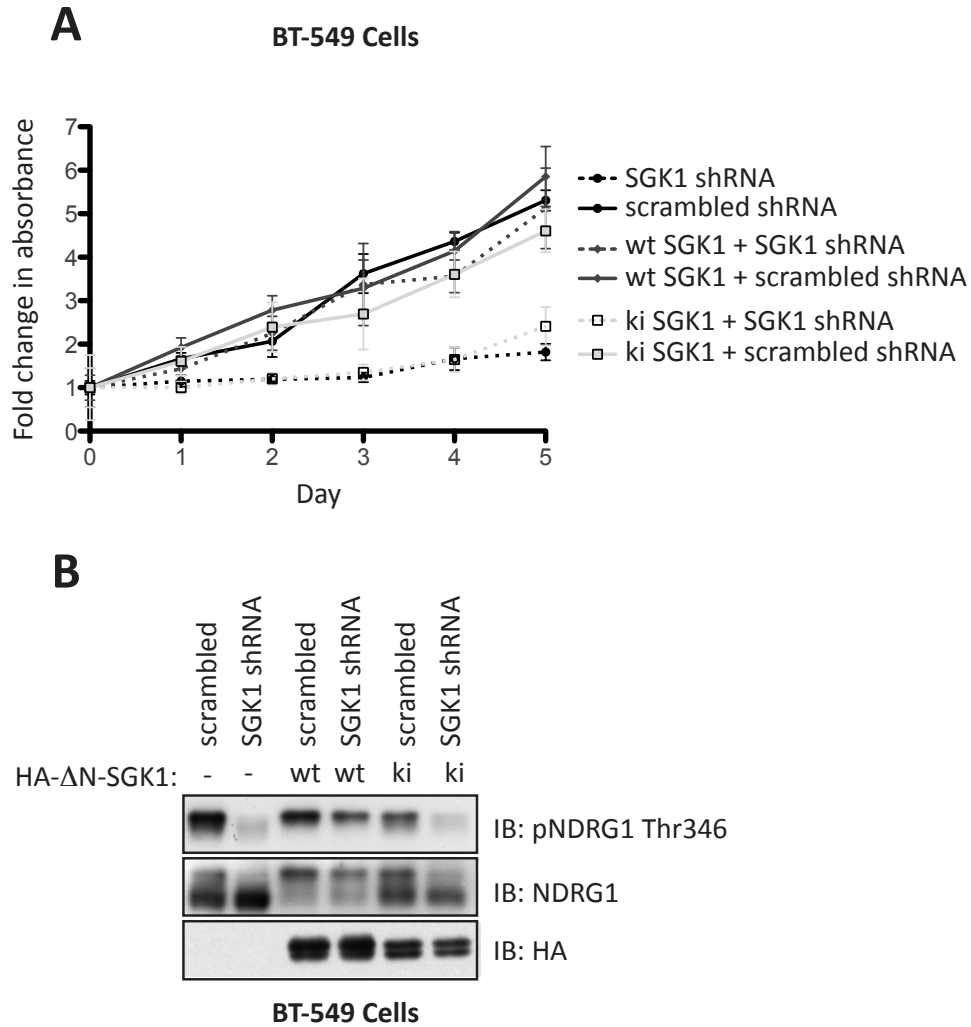 A
BT-549 Cells
Fold change in absorbance
7
6
5
4
3
2
1
0
0 1 2 3 4 5
Day
SGK1 shRNA
scrambled shRNA
wt SGK1 + SGK1 shRNA
wt SGK1 + scrambled shRNA
ki SGK1 + SGK1 shRNA
ki SGK1 + scrambled shRNA
B
scrambled
SGK1 shRNA
scrambled
SGK1 shRNA
scrambled
SGK1 shRNA
HA-ΔN-SGK1: - - wt wt ki ki
IB: pNDRG1 Thr346
IB: NDRG1
IB: HA
BT-549 Cells